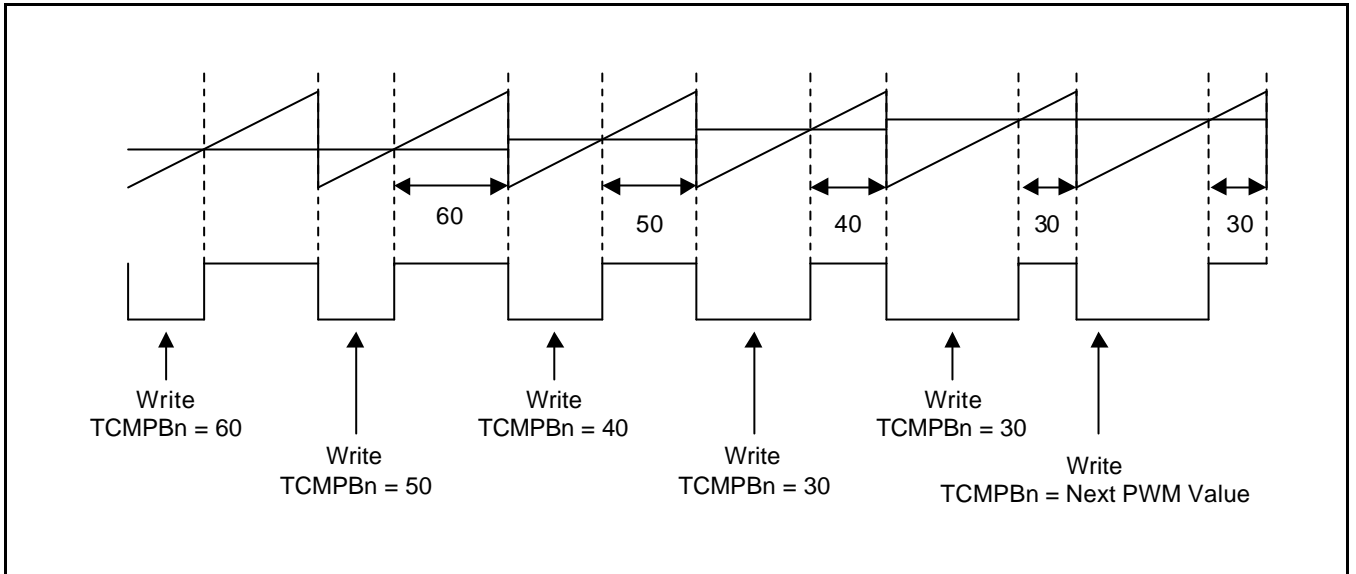 60
50
40
30
30
Write
TCMPBn = 60
Write
TCMPBn = 50
Write
TCMPBn = 40
Write
TCMPBn = 30
Write
TCMPBn = 30
Write
TCMPBn = Next PWM Value